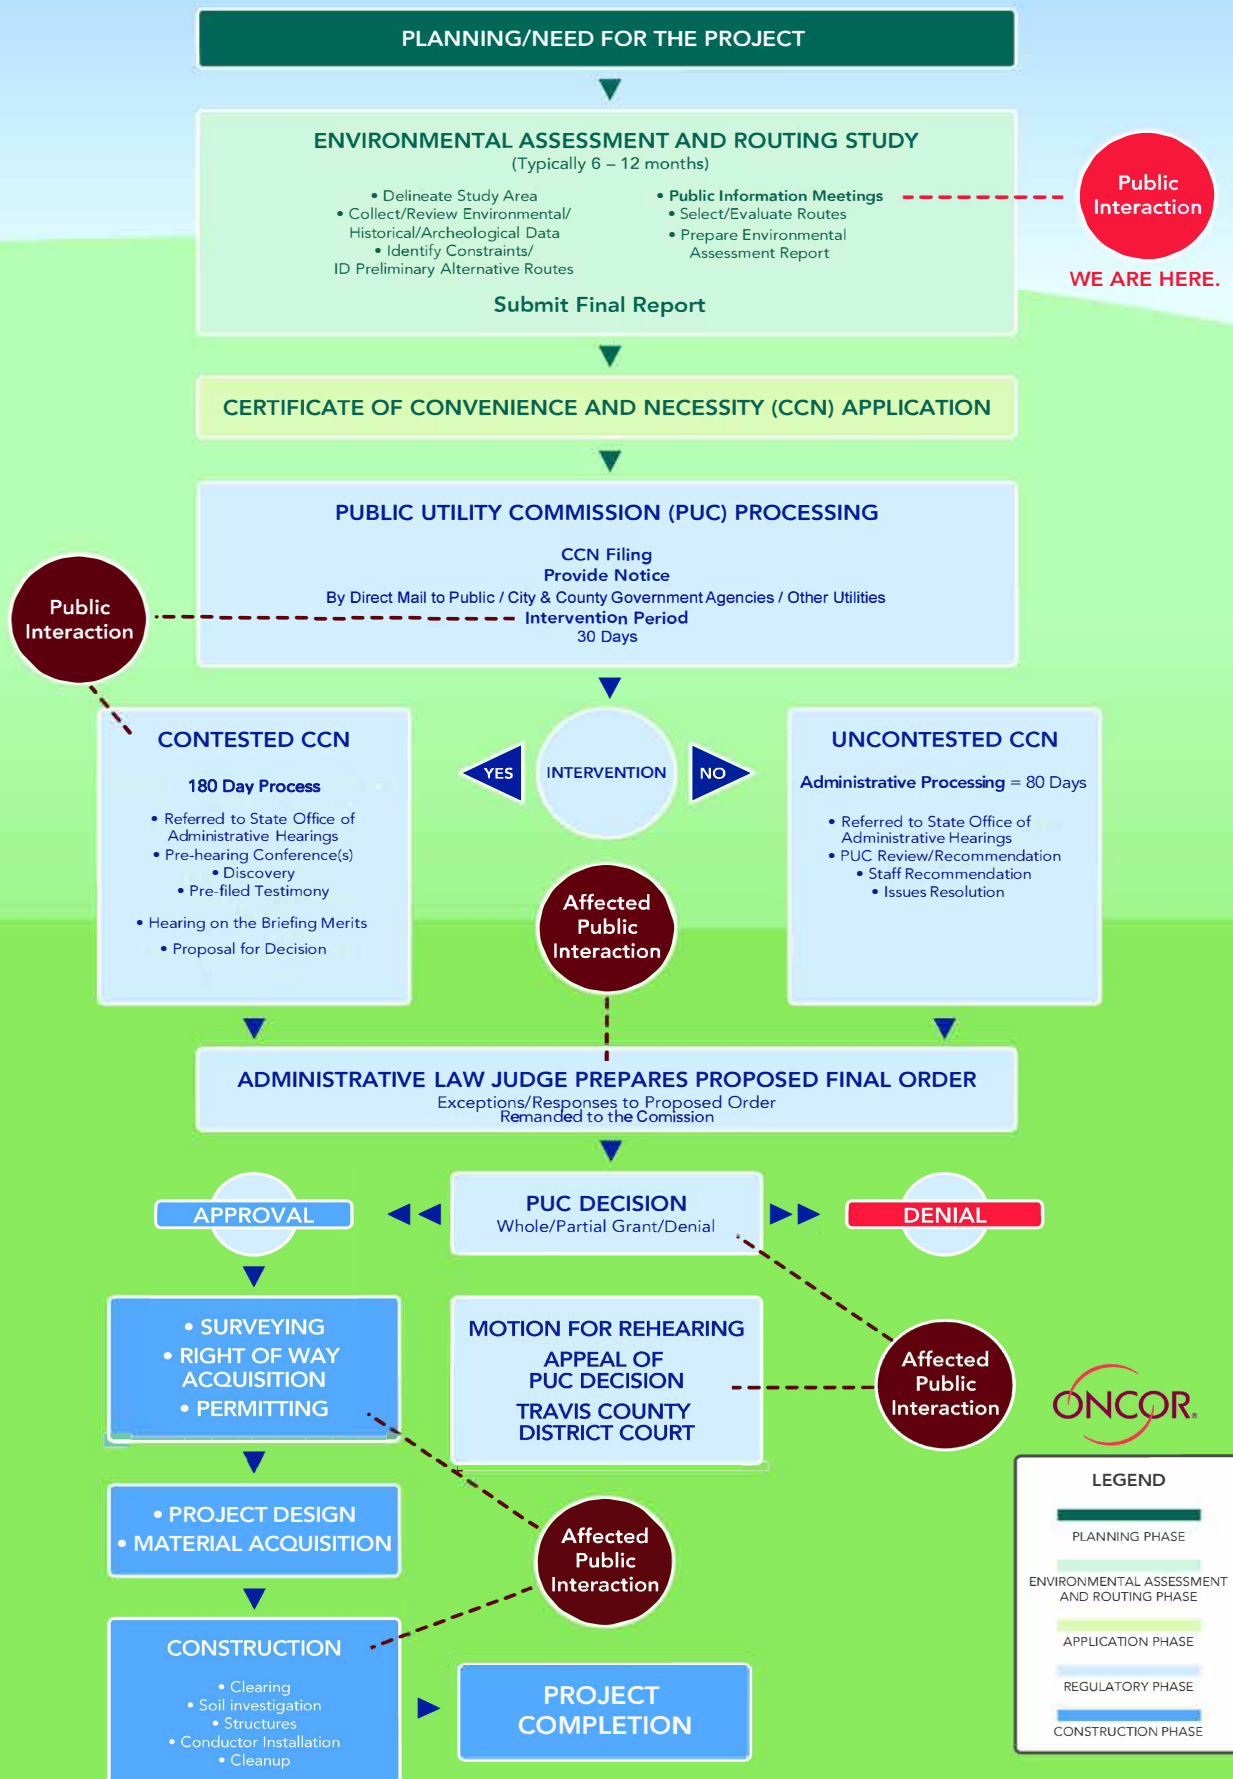 PLANNING/NEED FOR THE PROJECT
ENVIRONMENTAL ASSESSMENT AND ROUTING STUDY
(Typically 6 – 12 months)
• Delineate Study Area
• Collect/Review Environmental/
Historical/Archeological Data
• Identify Constraints/
ID Preliminary Alternative Routes
• Public Information Meetings
• Select/Evaluate Routes
• Prepare Environmental
Assessment Report
Submit Final Report
Public
Interaction
WE ARE HERE.
CERTIFICATE OF CONVENIENCE AND NECESSITY (CCN) APPLICATION
PUBLIC UTILITY COMMISSION (PUC) PROCESSING
CCN Filing
Provide Notice
By Direct Mail to Public / City & County Government Agencies / Other Utilities
Intervention Period
30 Days
Public
Interaction
CONTESTED CCN
180 Day Process
• Referred to State Office of
Administrative Hearings
• Pre-hearing Conference(s)
• Discovery
• Pre-filed Testimony
• Hearing on the Briefing Merits
• Proposal for Decision
YES
INTERVENTION
NO
UNCONTESTED CCN
Administrative Processing = 80 Days
• Referred to State Office of
Administrative Hearings
• PUC Review/Recommendation
• Staff Recommendation
• Issues Resolution
Affected
Public
Interaction
ADMINISTRATIVE LAW JUDGE PREPARES PROPOSED FINAL ORDER
Exceptions/Responses to Proposed Order
Remanded to the Comission
APPROVAL
PUC DECISION
Whole/Partial Grant/Denial
DENIAL
• SURVEYING
• RIGHT OF WAY
ACQUISITION
• PERMITTING
MOTION FOR REHEARING
APPEAL OF
PUC DECISION
TRAVIS COUNTY
DISTRICT COURT
Affected
Public
Interaction
ONCOR®
• PROJECT DESIGN
• MATERIAL ACQUISITION
Affected
Public
Interaction
CONSTRUCTION
• Clearing
• Soil investigation
• Structures
• Conductor Installation
• Cleanup
PROJECT
COMPLETION
LEGEND
PLANNING PHASE
ENVIRONMENTAL ASSESSMENT
AND ROUTING PHASE
APPLICATION PHASE
REGULATORY PHASE
CONSTRUCTION PHASE